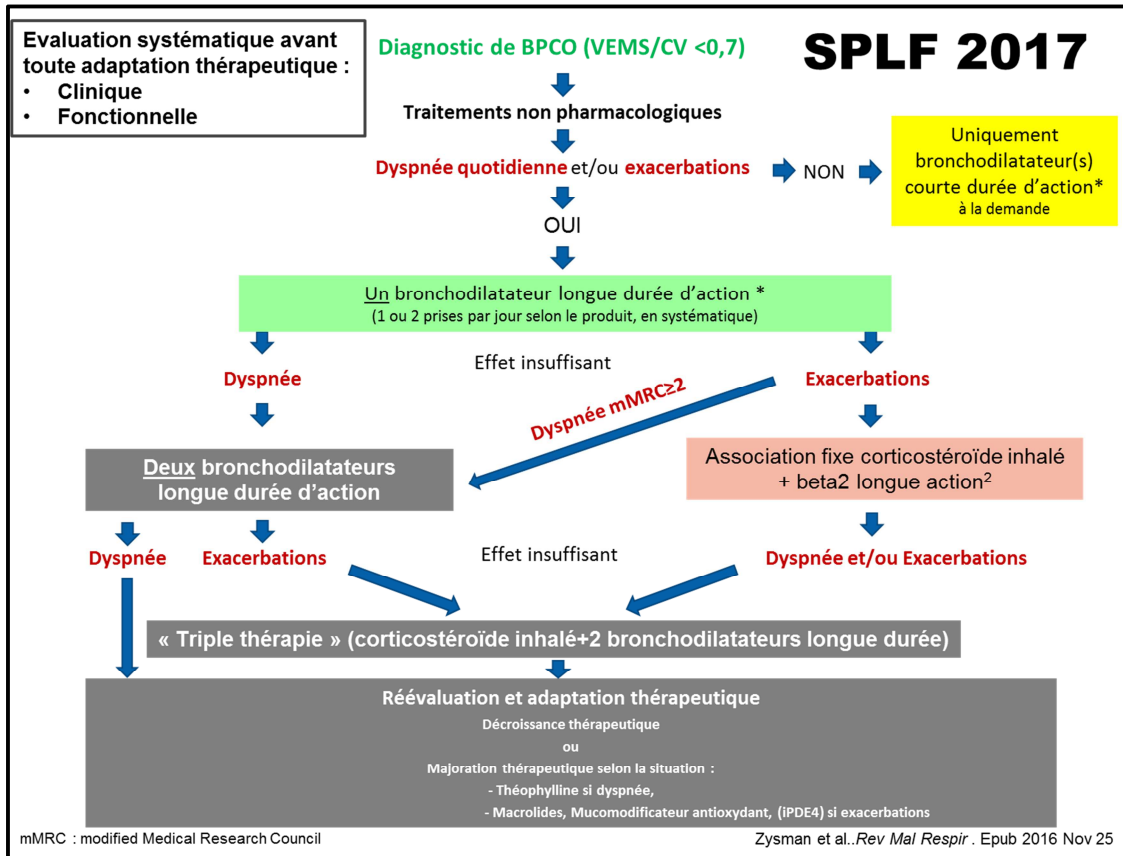 Evaluation systématique avant
toute adaptation thérapeutique :
• Clinique
• Fonctionnelle
Diagnostic de BPCO (VEMS/CV <0,7)
SPLF 2017
Traitements non pharmacologiques
Dyspnée quotidienne et/ou exacerbations
NON
Uniquement
bronchodilatateur(s)
courte durée d'action*
à la demande
OUI
Un bronchodilatateur longue durée d'action *
(1 ou 2 prises par jour selon le produit, en systématique)
Effet insuffisant
Dyspnée
Exacerbations
Dyspnée mMRC≥2
Deux bronchodilatateurs
longue durée d'action
Association fixe corticostéroïde inhalé
+ beta2 longue action²
Dyspnée
Exacerbations
Effet insuffisant
Dyspnée et/ou Exacerbations
« Triple thérapie » (corticostéroïde inhalé+2 bronchodilatateurs longue durée)
Réévaluation et adaptation thérapeutique
Décroissance thérapeutique
ou
Majoration thérapeutique selon la situation :
- Théophylline si dyspnée,
- Macrolides, Mucomodificateur antioxydant, (iPDE4) si exacerbations
mMRC : modified Medical Research Council
Zysman et al..Rev Mal Respir . Epub 2016 Nov 25